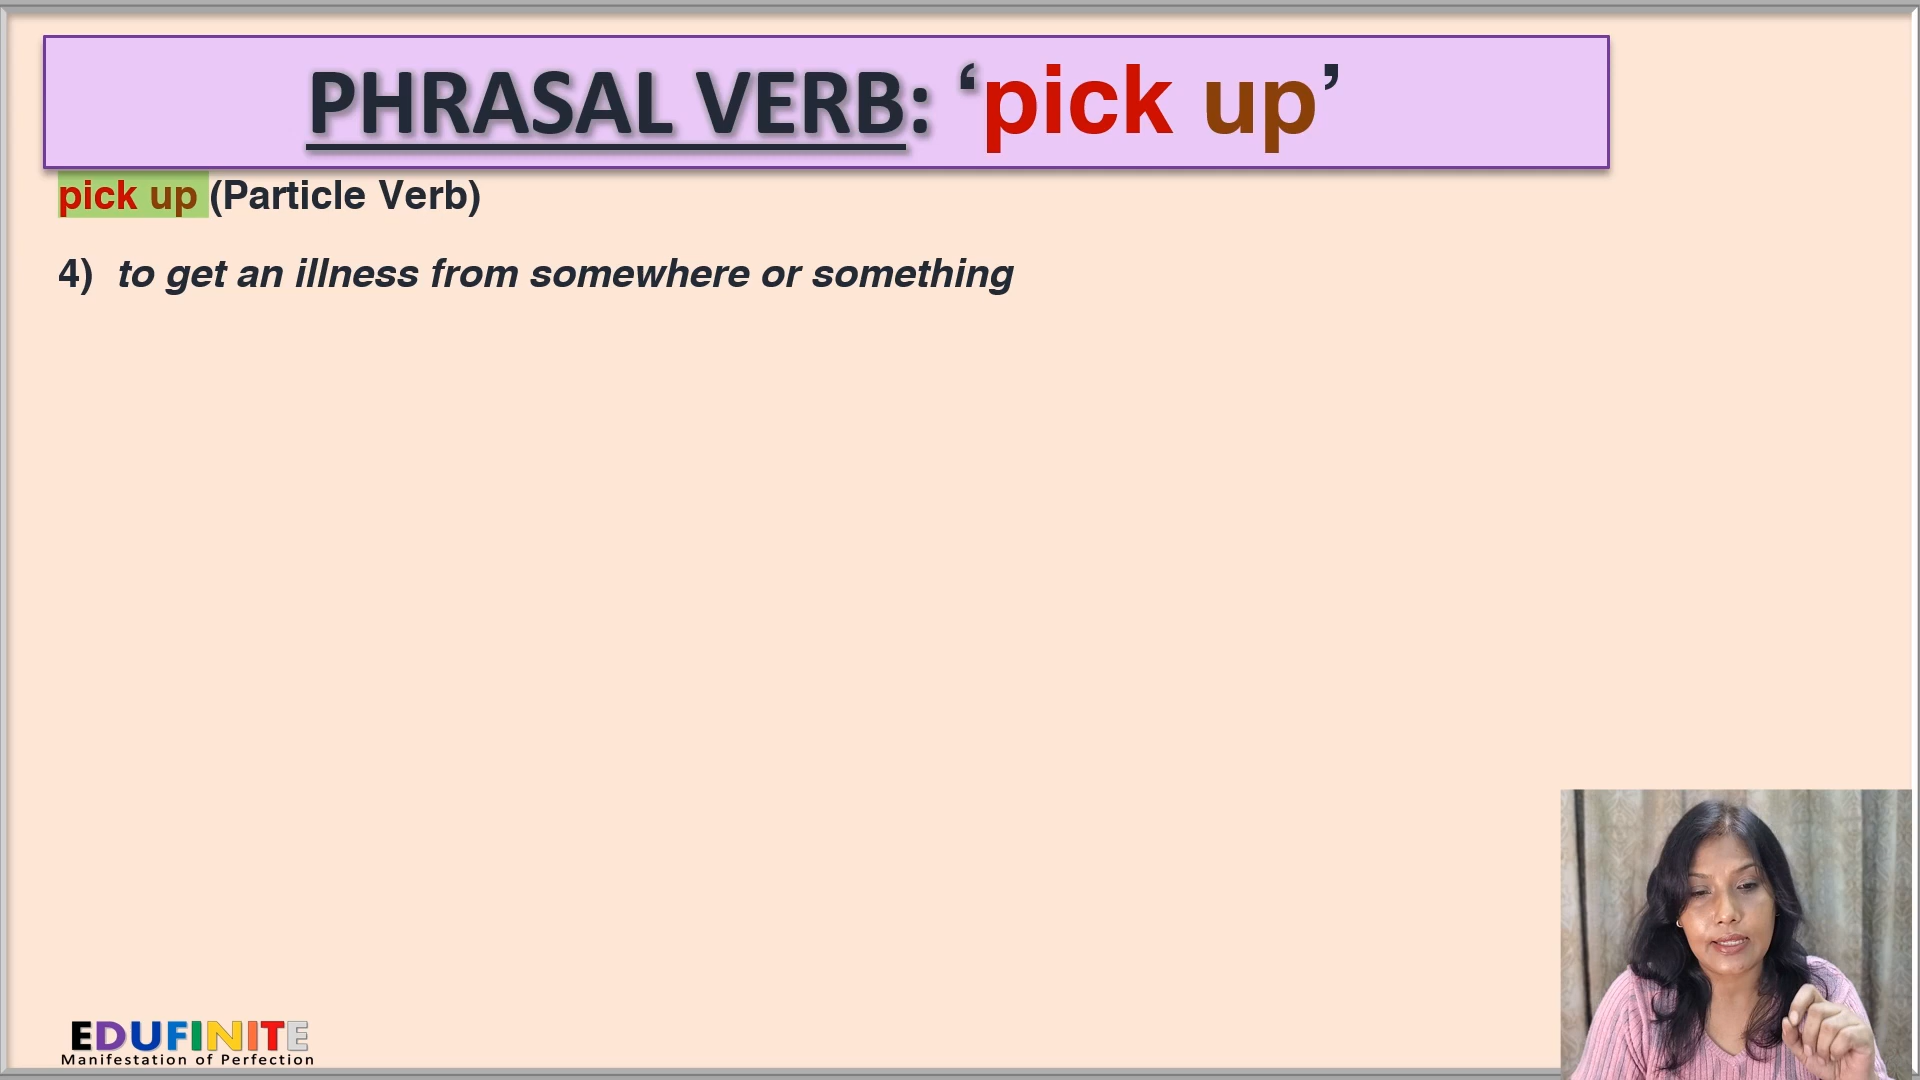 PHRASAL VERB: ‘pick up’
pick up (Particle Verb)
4) to get an illness from somewhere or something
EDUFINITE
Manifestation of Perfection